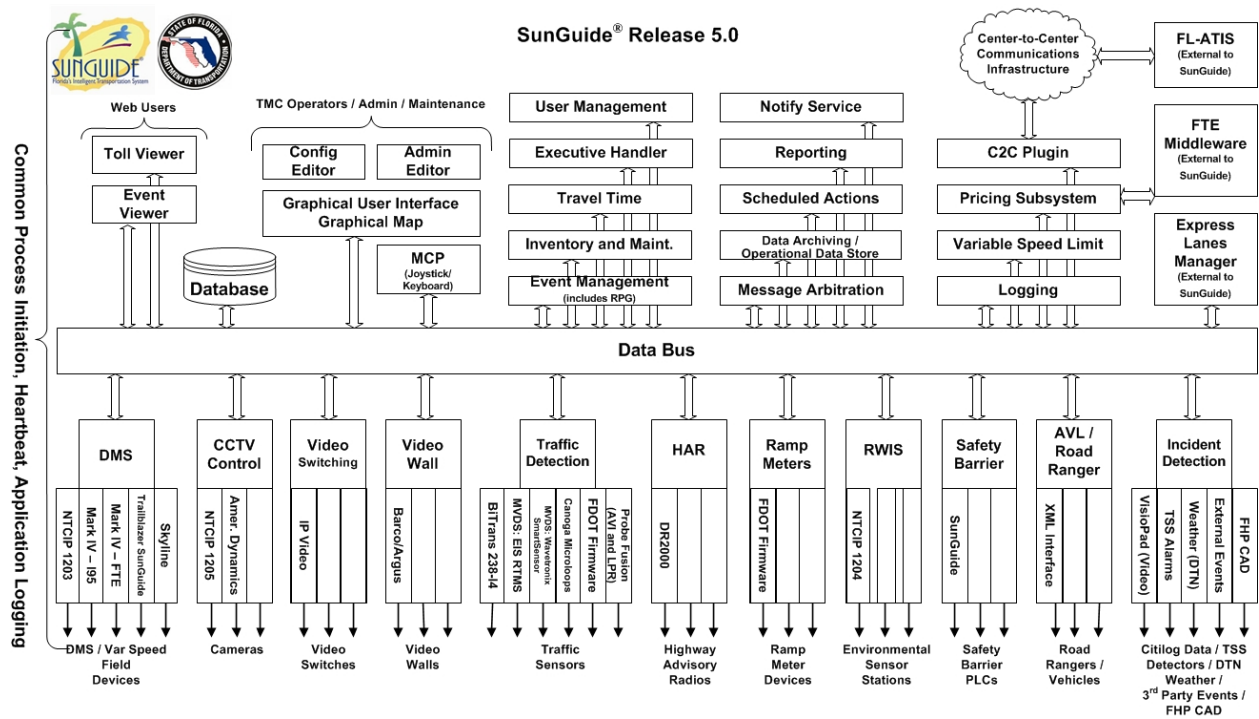 SunGuide® Release 5.0
SUNGUIDE®
Florida's Intelligent Transportation System
STATE OF FLORIDA
DEPARTMENT OF TRANSPORTATION
Common Process Initiation, Heartbeat, Application Logging
Web Users
Toll Viewer
Event
Viewer
TMC Operators / Admin / Maintenance
Config
Editor
Admin
Editor
Graphical User Interface
Graphical Map
MCP
(Joystick/
Keyboard)
Database
User Management
Executive Handler
Travel Time
Inventory and Maint.
Event Management
(includes RPG)
Notify Service
Reporting
Scheduled Actions
Data Archiving /
Operational Data Store
Message Arbitration
Center-to-Center
Communications
Infrastructure
C2C Plugin
Pricing Subsystem
Variable Speed Limit
Logging
FL-ATIS
(External to
SunGuide)
FTE
Middleware
(External to
SunGuide)
Express
Lanes
Manager
(External to
SunGuide)
Data Bus
DMS
NTCIP 1203
Mark IV – I95
Mark IV – FTE
Trailblazer SunGuide
Skyline
DMS / Var Speed
Field
Devices
CCTV
Control
NTCIP 1205
Amer. Dynamics
Cameras
Video
Switching
IP Video
Video
Switches
Video
Wall
Barco/Argus
Video
Walls
Traffic
Detection
BiTrans 238-I4
MVDS: EIS RTMS
MVDS: Wavetronix
SmartSensor
Canoga Microloops
FDOT Firmware
Probe Fusion
(AVI and LPR)
Traffic
Sensors
HAR
DR2000
Highway
Advisory
Radios
Ramp
Meters
FDOT Firmware
Ramp
Meter
Devices
RWIS
NTCIP 1204
Environmental
Sensor
Stations
Safety
Barrier
SunGuide
Safety
Barrier
PLCs
AVL /
Road
Ranger
XML Interface
Road
Rangers /
Vehicles
Incident
Detection
VisioPad (Video)
TSS Alarms
Weather (DTN)
External Events
FHP CAD
Citilog Data / TSS
Detectors / DTN
Weather /
3rd Party Events /
FHP CAD